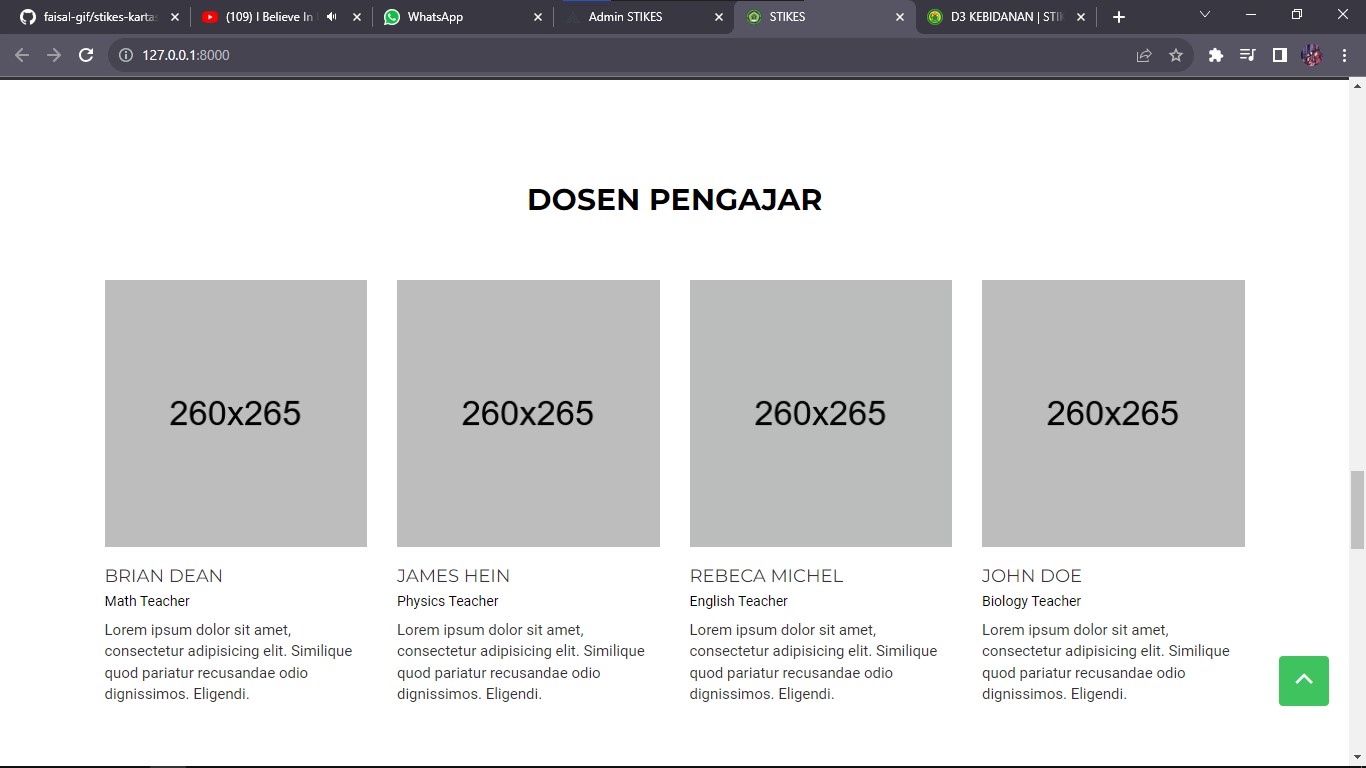 faisal-gif/stikes-karta
(109) I Believe In
WhatsApp
Admin STIKES
STIKES
D3 KEBIDANAN | STI
127.0.0.1:8000
DOSEN PENGAJAR
260x265
260x265
260x265
260x265
BRIAN DEAN
Math Teacher
Lorem ipsum dolor sit amet,
consectetur adipisicing elit. Similique
quod pariatur recusandae odio
dignissimos. Eligendi.
JAMES HEIN
Physics Teacher
Lorem ipsum dolor sit amet,
consectetur adipisicing elit. Similique
quod pariatur recusandae odio
dignissimos. Eligendi.
REBECA MICHEL
English Teacher
Lorem ipsum dolor sit amet,
consectetur adipisicing elit. Similique
quod pariatur recusandae odio
dignissimos. Eligendi.
JOHN DOE
Biology Teacher
Lorem ipsum dolor sit amet,
consectetur adipisicing elit. Similique
quod pariatur recusandae odio
dignissimos. Eligendi.